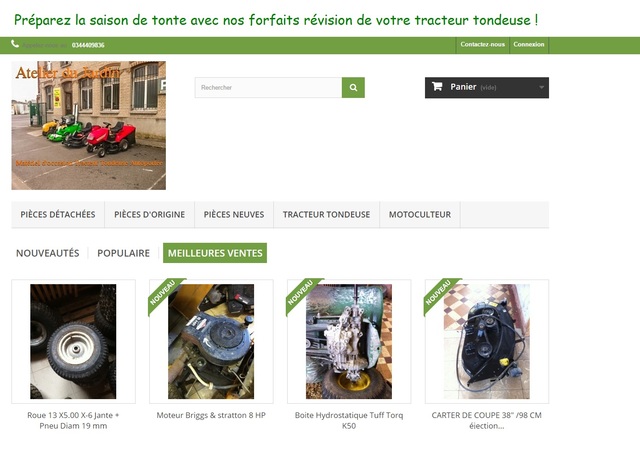 Préparez la saison de tonte avec nos forfaits révision de votre tracteur tondeuse !
0344409836
Contactez-nous
Connexion
Atelier du Jardin
Rechercher
Panier (vide)
PIÈCES DÉTACHÉES
PIÈCES D'ORIGINE
PIÈCES NEUVES
TRACTEUR TONDEUSE
MOTOCULTEUR
NOUVEAUTÉS
POPULAIRE
MEILLEURES VENTES
NOUVEAU
NOUVEAU
NOUVEAU
Roue 13 X5.00 X-6 Jante +
Pneu Diam 19 mm
Moteur Briggs & stratton 8 HP
Boite Hydrostatique Tuff Torq
K50
CARTER DE COUPE 38" /98 CM
éjection...